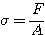 σ = F/A